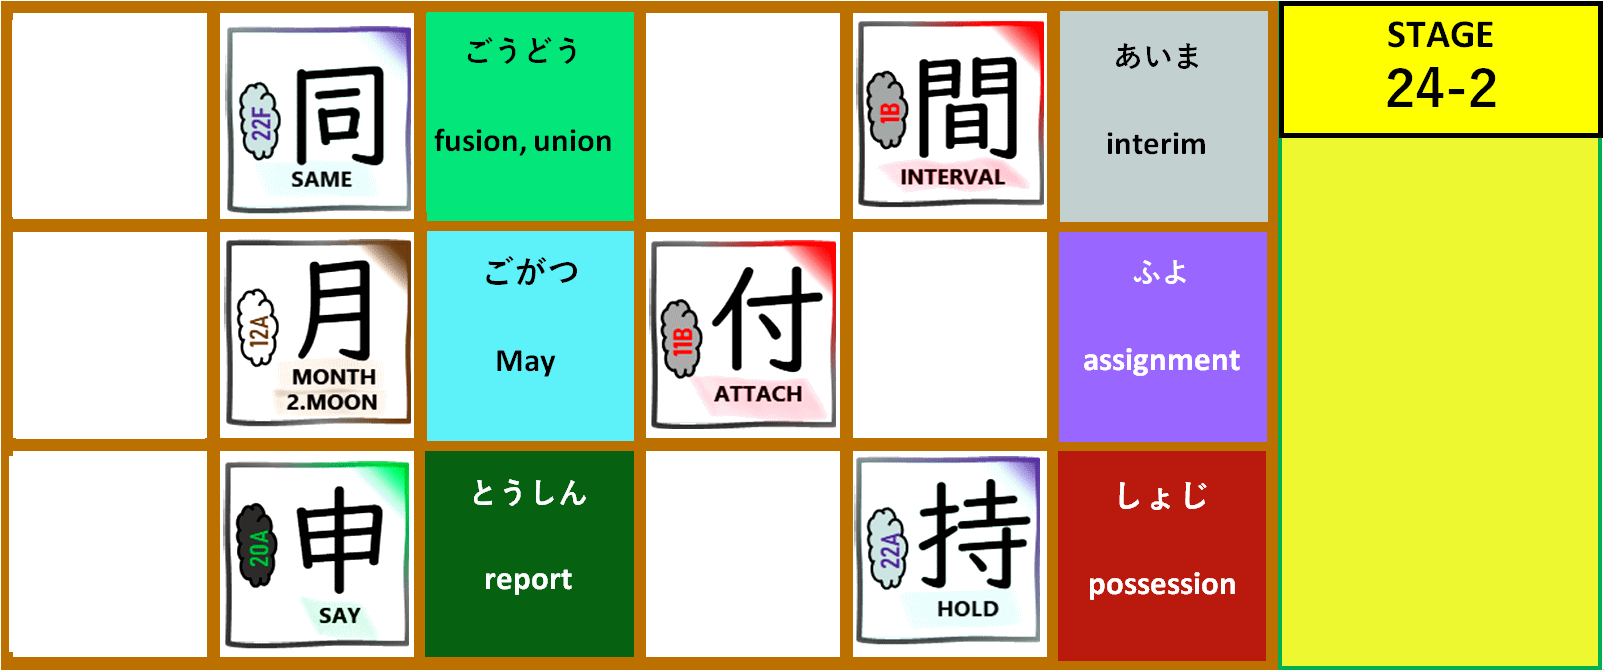 22F
同
SAME
ごうどう
fusion, union
1B
間
INTERVAL
あいま
interim
STAGE
24-2
12A
月
MONTH
2.MOON
ごがつ
May
11B
付
ATTACH
ふよ
assignment
20A
申
SAY
とうしん
report
22A
持
HOLD
しょじ
possession